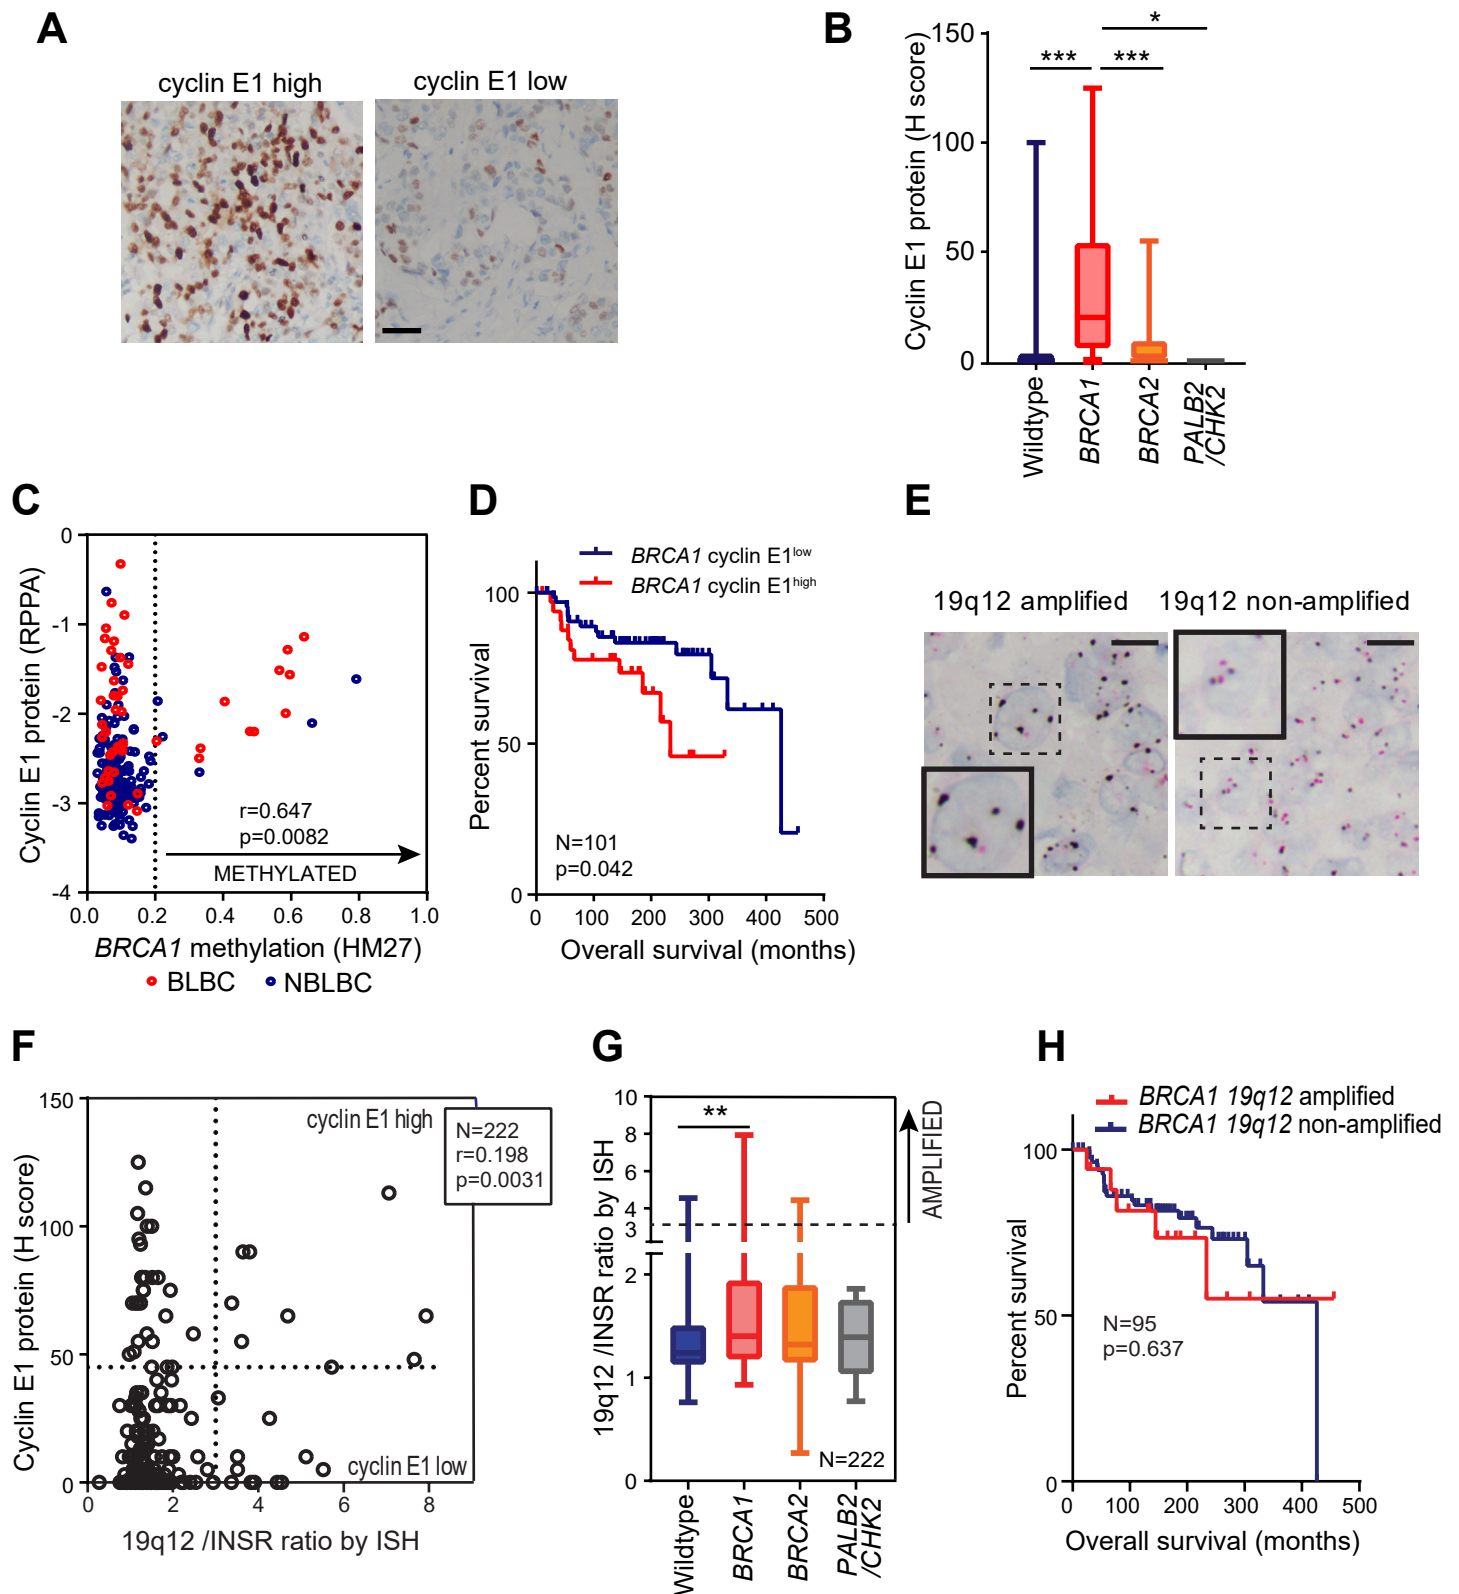 A
cyclin E1 high
cyclin E1 low
B
Cyclin E1 protein (H score)
150
100
50
0
***
***
*
Wildtype
BRCA1
BRCA2
PALB2
/CHK2
C
Cyclin E1 protein (RPPA)
0
-1
-2
-3
-4
r=0.647
p=0.0082
METHYLATED
0.0 0.2 0.4 0.6 0.8 1.0
BRCA1 methylation (HM27)
BLBC NBLBC
D
BRCA1 cyclin E1low
BRCA1 cyclin E1high
Percent survival
100
50
0
N=101
p=0.042
0 100 200 300 400 500
Overall survival (months)
E
19q12 amplified
19q12 non-amplified
F
Cyclin E1 protein (H score)
150
100
50
0
cyclin E1 high
N=222
r=0.198
p=0.0031
cyclin E1 low
0 2 4 6 8
19q12 /INSR ratio by ISH
G
19q12 /INSR ratio by ISH
10
8
6
4
3
2
1
0
**
AMPLIFIED
N=222
Wildtype
BRCA1
BRCA2
PALB2
/CHK2
H
BRCA1 19q12 amplified
BRCA1 19q12 non-amplified
Percent survival
100
50
0
N=95
p=0.637
0 100 200 300 400 500
Overall survival (months)